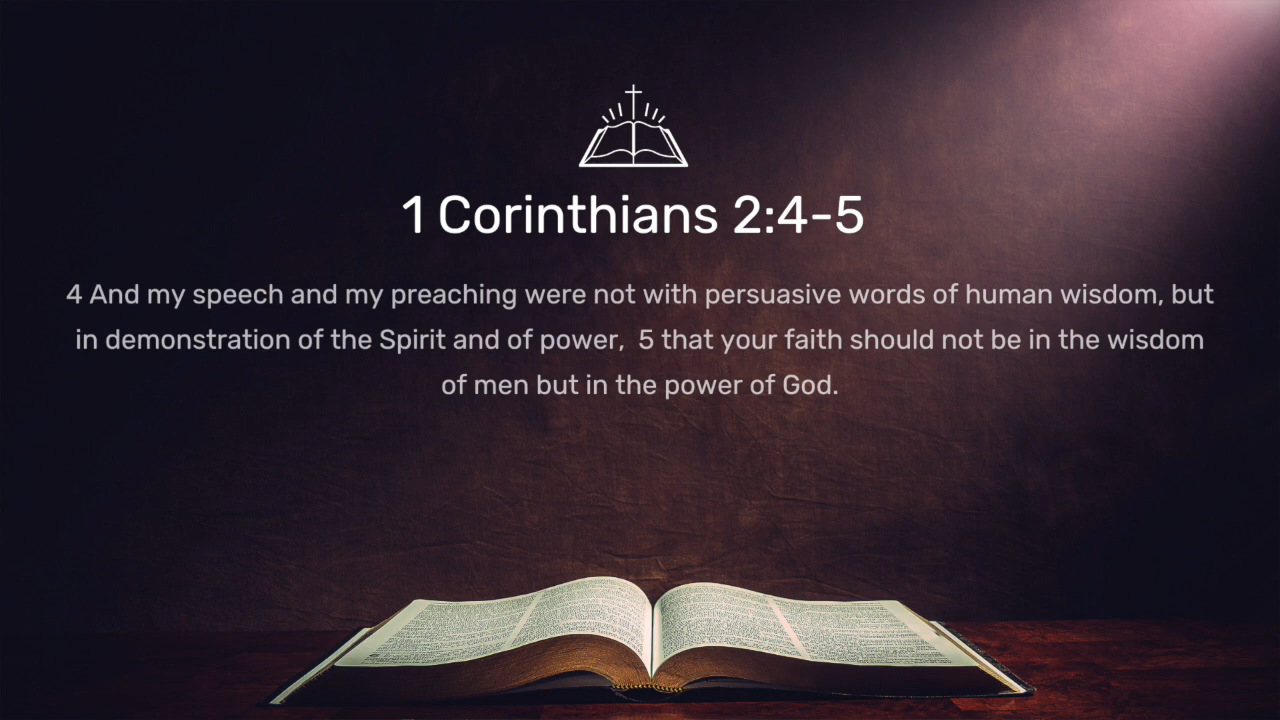 1 Corinthians 2:4-5
4 And my speech and my preaching were not with persuasive words of human wisdom, but
in demonstration of the Spirit and of power,  5 that your faith should not be in the wisdom
of men but in the power of God.